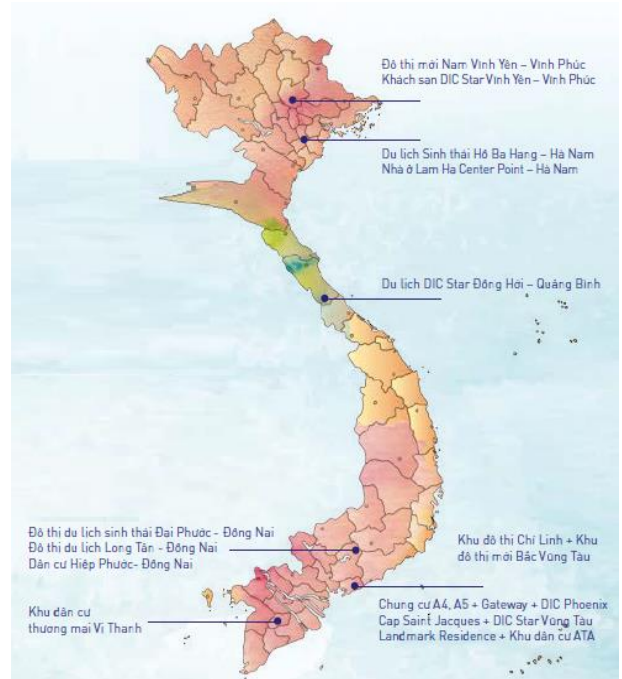 Đô thị mới Nam Vĩnh Yên – Vĩnh Phúc
Khách sạn DIC Star Vĩnh Yên – Vĩnh Phúc
Du lịch Sinh thái Hồ Ba Hang – Hà Nam
Nhà ở Lam Hạ Center Point – Hà Nam
Du lịch DIC Star Đồng Hới – Quảng Bình
Đô thị du lịch sinh thái Đại Phước - Đồng Nai
Đô thị du lịch Long Tân - Đồng Nai
Dân cư Hiệp Phước- Đồng Nai
Khu đô thị Chí Linh + Khu
đô thị mới Bắc Vũng Tàu
Khu dân cư
thương mại Vị Thanh
Chung cư A4, A5 + Gateway + DIC Phoenix
Cap Saint Jacques + DIC Star Vũng Tàu
Landmark Residence + Khu dân cư ATA